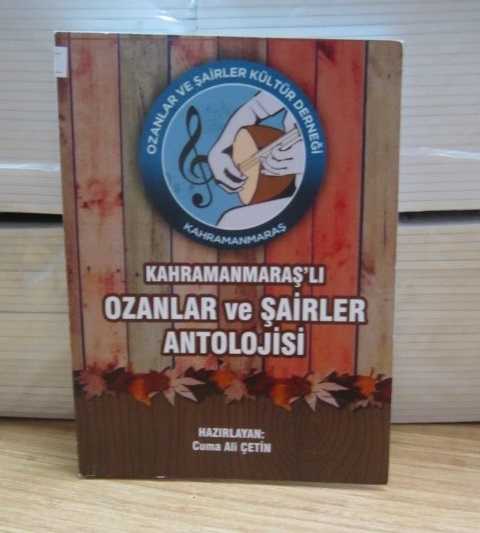 OZANLAR VE ŞAİRLER KÜLTÜR DERNEĞİ
KAHRAMANMARAŞ
KAHRAMANMARAŞ'LI
OZANLAR ve ŞAİRLER
ANTOLOJİSİ
HAZIRLAYAN:
Cuma Ali ÇETİN